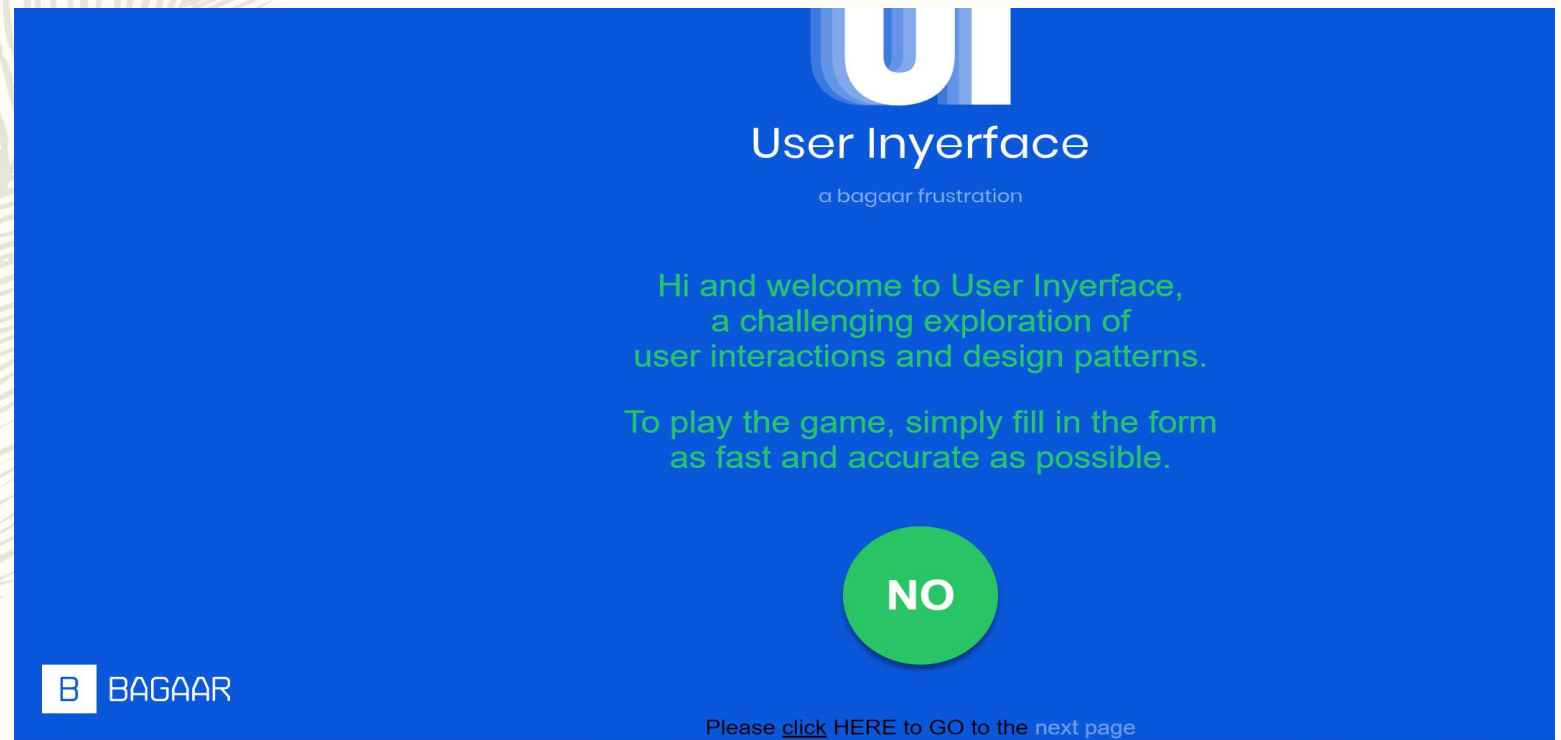 UI
User Inyerface
a bagaar frustration
Hi and welcome to User Inyerface,
a challenging exploration of
user interactions and design patterns.
To play the game, simply fill in the form
as fast and accurate as possible.
NO
B BAGAAR
Please click HERE to GO to the next page